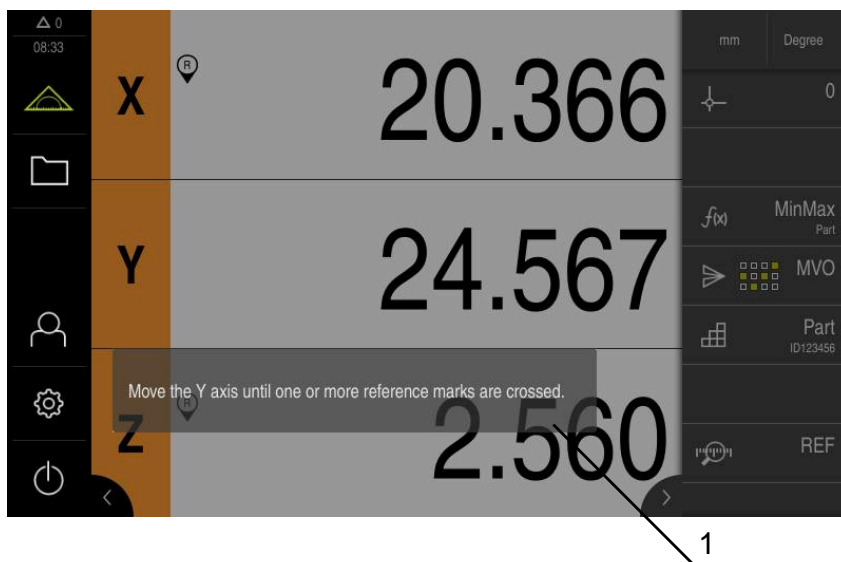 0
08:33
mm Degree
X R 20.366
0
Y 24.567
f(x) MinMax
Part
MVO
Part
ID123456
Move the Y axis until one or more reference marks are crossed.
Z R 2.560
REF
1